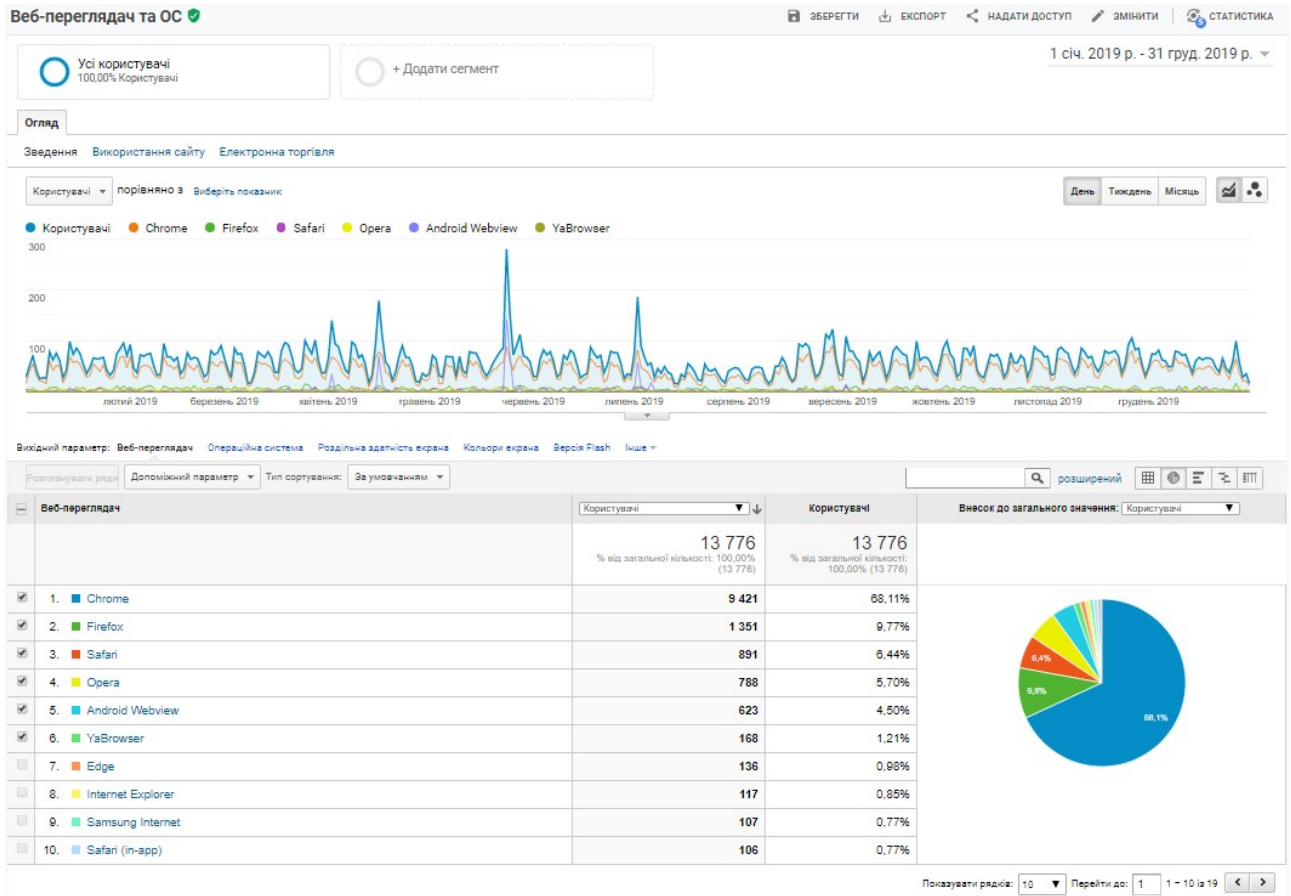 Веб-переглядач та ОС
ЗБЕРЕГТИ ЕКСПОРТ НАДАТИ ДОСТУП ЗМІНИТИ 5 СТАТИСТИКА
Усі користувачі
100,00% Користувачі
+ Додати сегмент
1 січ. 2019 р. - 31 груд. 2019 р.
Огляд
Зведення Використання сайту Електронна торгівля
Користувачі порівняно з Виберіть показник
День Тиждень Місяць
Користувачі Chrome Firefox Safari Opera Android Webview YaBrowser
300
200
100
лютий 2019 березень 2019 квітень 2019 травень 2019 червень 2019 липень 2019 серпень 2019 вересень 2019 жовтень 2019 листопад 2019 грудень 2019
Вихідний параметр: Веб-переглядач Операційна система Роздільна здатність екрана Кольори екрана Версія Flash Інше
Розпланувати ряди Допоміжний параметр Тип сортування: За умовчанням розширений
Веб-переглядач Користувачі Користувачі Внесок до загального значення: Користувачі
13 776 13 776
% від загальної кількості: 100,00% (13 776) % від загальної кількості: 100,00% (13 776)
1. Chrome 9 421 68,11%
2. Firefox 1 351 9,77%
3. Safari 891 6,44%
4. Opera 788 5,70%
5. Android Webview 623 4,50%
6. YaBrowser 168 1,21%
7. Edge 136 0,98%
8. Internet Explorer 117 0,85%
9. Samsung Internet 107 0,77%
10. Safari (in-app) 106 0,77%
6,4%
9,8%
68,1%
Показувати рядків: 10 Перейти до: 1 1 – 10 із 19